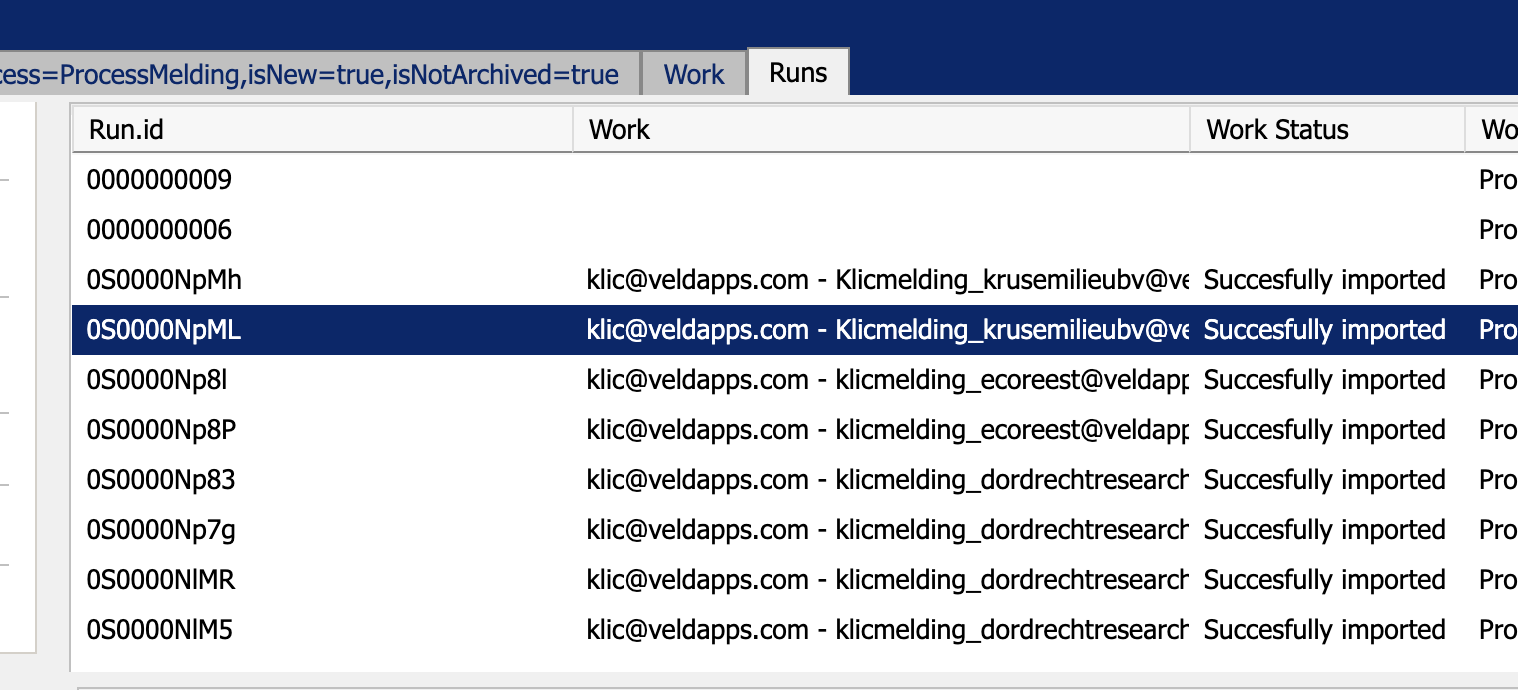 cess=ProcessMelding,isNew=true,isNotArchived=true Work Runs
Run.id Work Work Status Wo
0000000009 Pro
0000000006 Pro
0S0000NpMh klic@veldapps.com - Klicmelding_krusemilieubv@ve Succesfully imported Pro
0S0000NpML klic@veldapps.com - Klicmelding_krusemilieubv@ve Succesfully imported Pro
0S0000Np8l klic@veldapps.com - klicmelding_ecoreest@veldapp Succesfully imported Pro
0S0000Np8P klic@veldapps.com - klicmelding_ecoreest@veldapp Succesfully imported Pro
0S0000Np83 klic@veldapps.com - klicmelding_dordrechtresearch Succesfully imported Pro
0S0000Np7g klic@veldapps.com - klicmelding_dordrechtresearch Succesfully imported Pro
0S0000NlMR klic@veldapps.com - klicmelding_dordrechtresearch Succesfully imported Pro
0S0000NlM5 klic@veldapps.com - klicmelding_dordrechtresearch Succesfully imported Pro